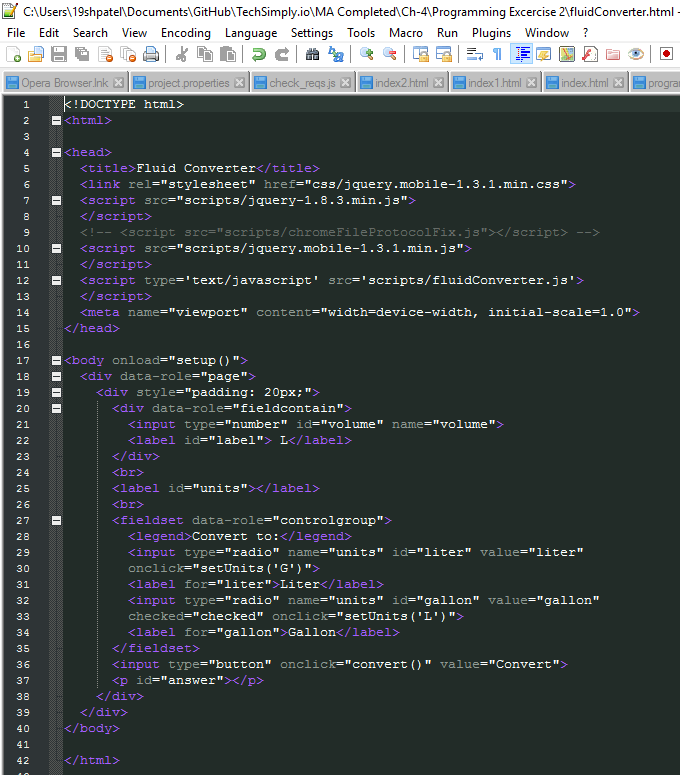 C:\Users\19shpatel\Documents\GitHub\TechSimply.io\MA Completed\Ch-4\Programming Excercise 2\fluidConverter.html -
File Edit Search View Encoding Language Settings Tools Macro Run Plugins Window ?
Opera Browser.lnk project.properties check_reqs.js index2.html index1.html index.html progra
1 <!DOCTYPE html>
2 <html>
3
4 <head>
5 <title>Fluid Converter</title>
6 <link rel="stylesheet" href="css/jquery.mobile-1.3.1.min.css">
7 <script src="scripts/jquery-1.8.3.min.js">
8 </script>
9 <!-- <script src="scripts/chromeFileProtocolFix.js"></script> -->
10 <script src="scripts/jquery.mobile-1.3.1.min.js">
11 </script>
12 <script type='text/javascript' src='scripts/fluidConverter.js'>
13 </script>
14 <meta name="viewport" content="width=device-width, initial-scale=1.0">
15 </head>
16
17 <body onload="setup()">
18 <div data-role="page">
19 <div style="padding: 20px;">
20 <div data-role="fieldcontain">
21 <input type="number" id="volume" name="volume">
22 <label id="label"> L</label>
23 </div>
24 <br>
25 <label id="units"></label>
26 <br>
27 <fieldset data-role="controlgroup">
28 <legend>Convert to:</legend>
29 <input type="radio" name="units" id="liter" value="liter"
30 onclick="setUnits('G')">
31 <label for="liter">Liter</label>
32 <input type="radio" name="units" id="gallon" value="gallon"
33 checked="checked" onclick="setUnits('L')">
34 <label for="gallon">Gallon</label>
35 </fieldset>
36 <input type="button" onclick="convert()" value="Convert">
37 <p id="answer"></p>
38 </div>
39 </div>
40 </body>
41
42 </html>